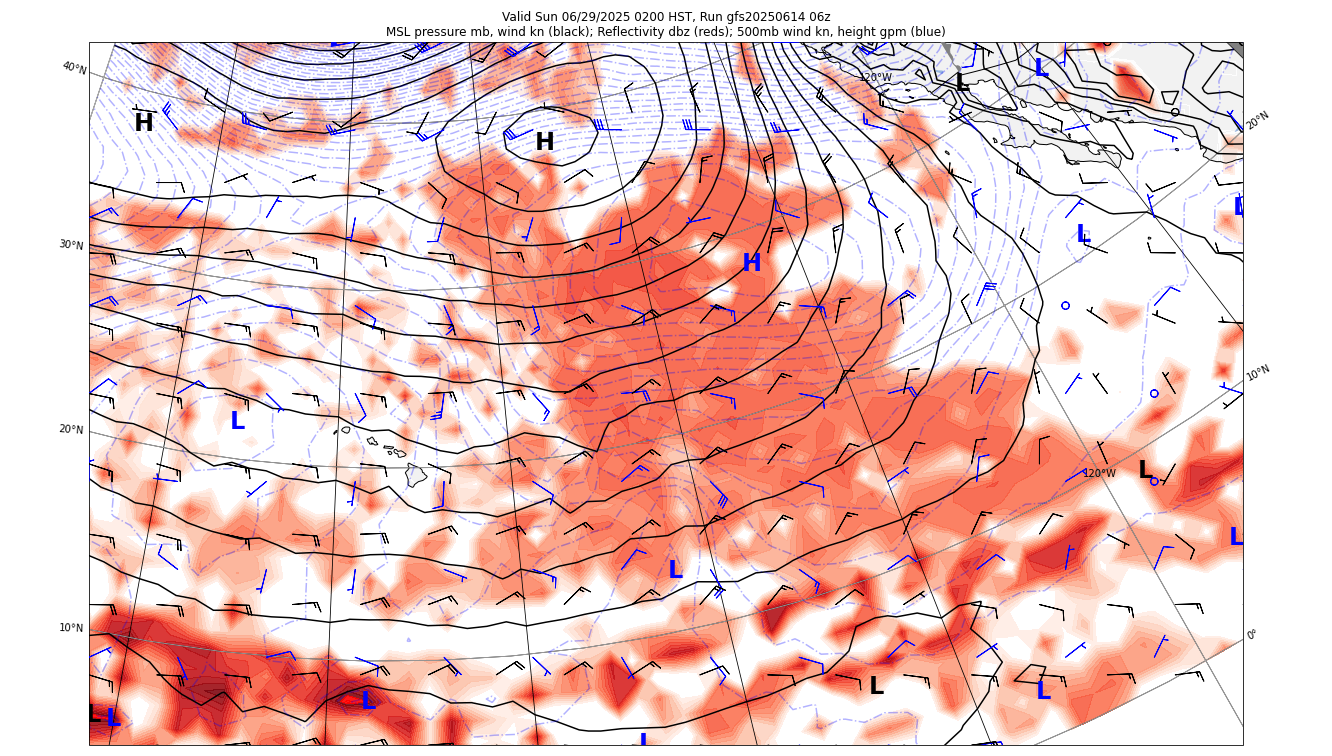 Valid Sun 06/29/2025 0200 HST, Run gfs20250614 06z
MSL pressure mb, wind kn (black); Reflectivity dbz (reds); 500mb wind kn, height gpm (blue)
40°N
120°W
L
L
20°N
H
H
L
30°N
L
H
10°N
L
20°N
L
120°W
L
L
10°N
0°
L
L
L
L
L
L